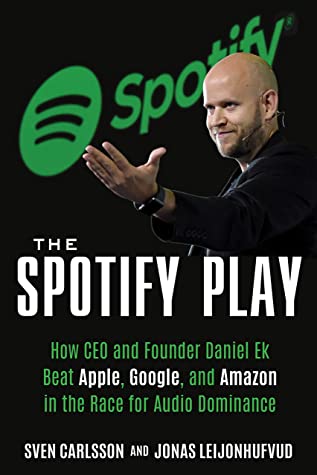 Spotify®
THE
SPOTIFY PLAY
How CEO and Founder Daniel Ek
Beat Apple, Google, and Amazon
in the Race for Audio Dominance
SVEN CARLSSON AND JONAS LEIJONHUFVUD